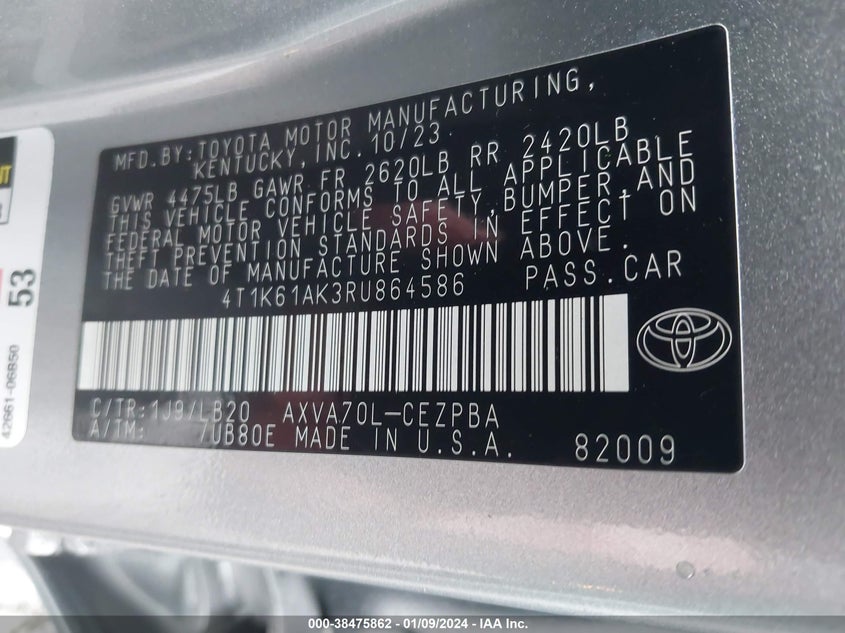 MFD.BY:TOYOTA MOTOR MANUFACTURING,
KENTUCKY, INC. 10/23
GVWR 4475LB GAWR FR 2620LB RR 2420LB
THIS VEHICLE CONFORMS TO ALL APPLICABLE
FEDERAL MOTOR VEHICLE SAFETY,BUMPER,AND
THEFT PREVENTION STANDARDS IN EFFECT ON
THE DATE OF MANUFACTURE SHOWN ABOVE.
4T1K61AK3RU864586 PASS.CAR
C/TR:1J9/LB20 AXVA70L-CEZPBA
A/TM: 7UB80E MADE IN U.S.A. 82009
53
42661-06B50
000-38475862 - 01/09/2024 - IAA Inc.